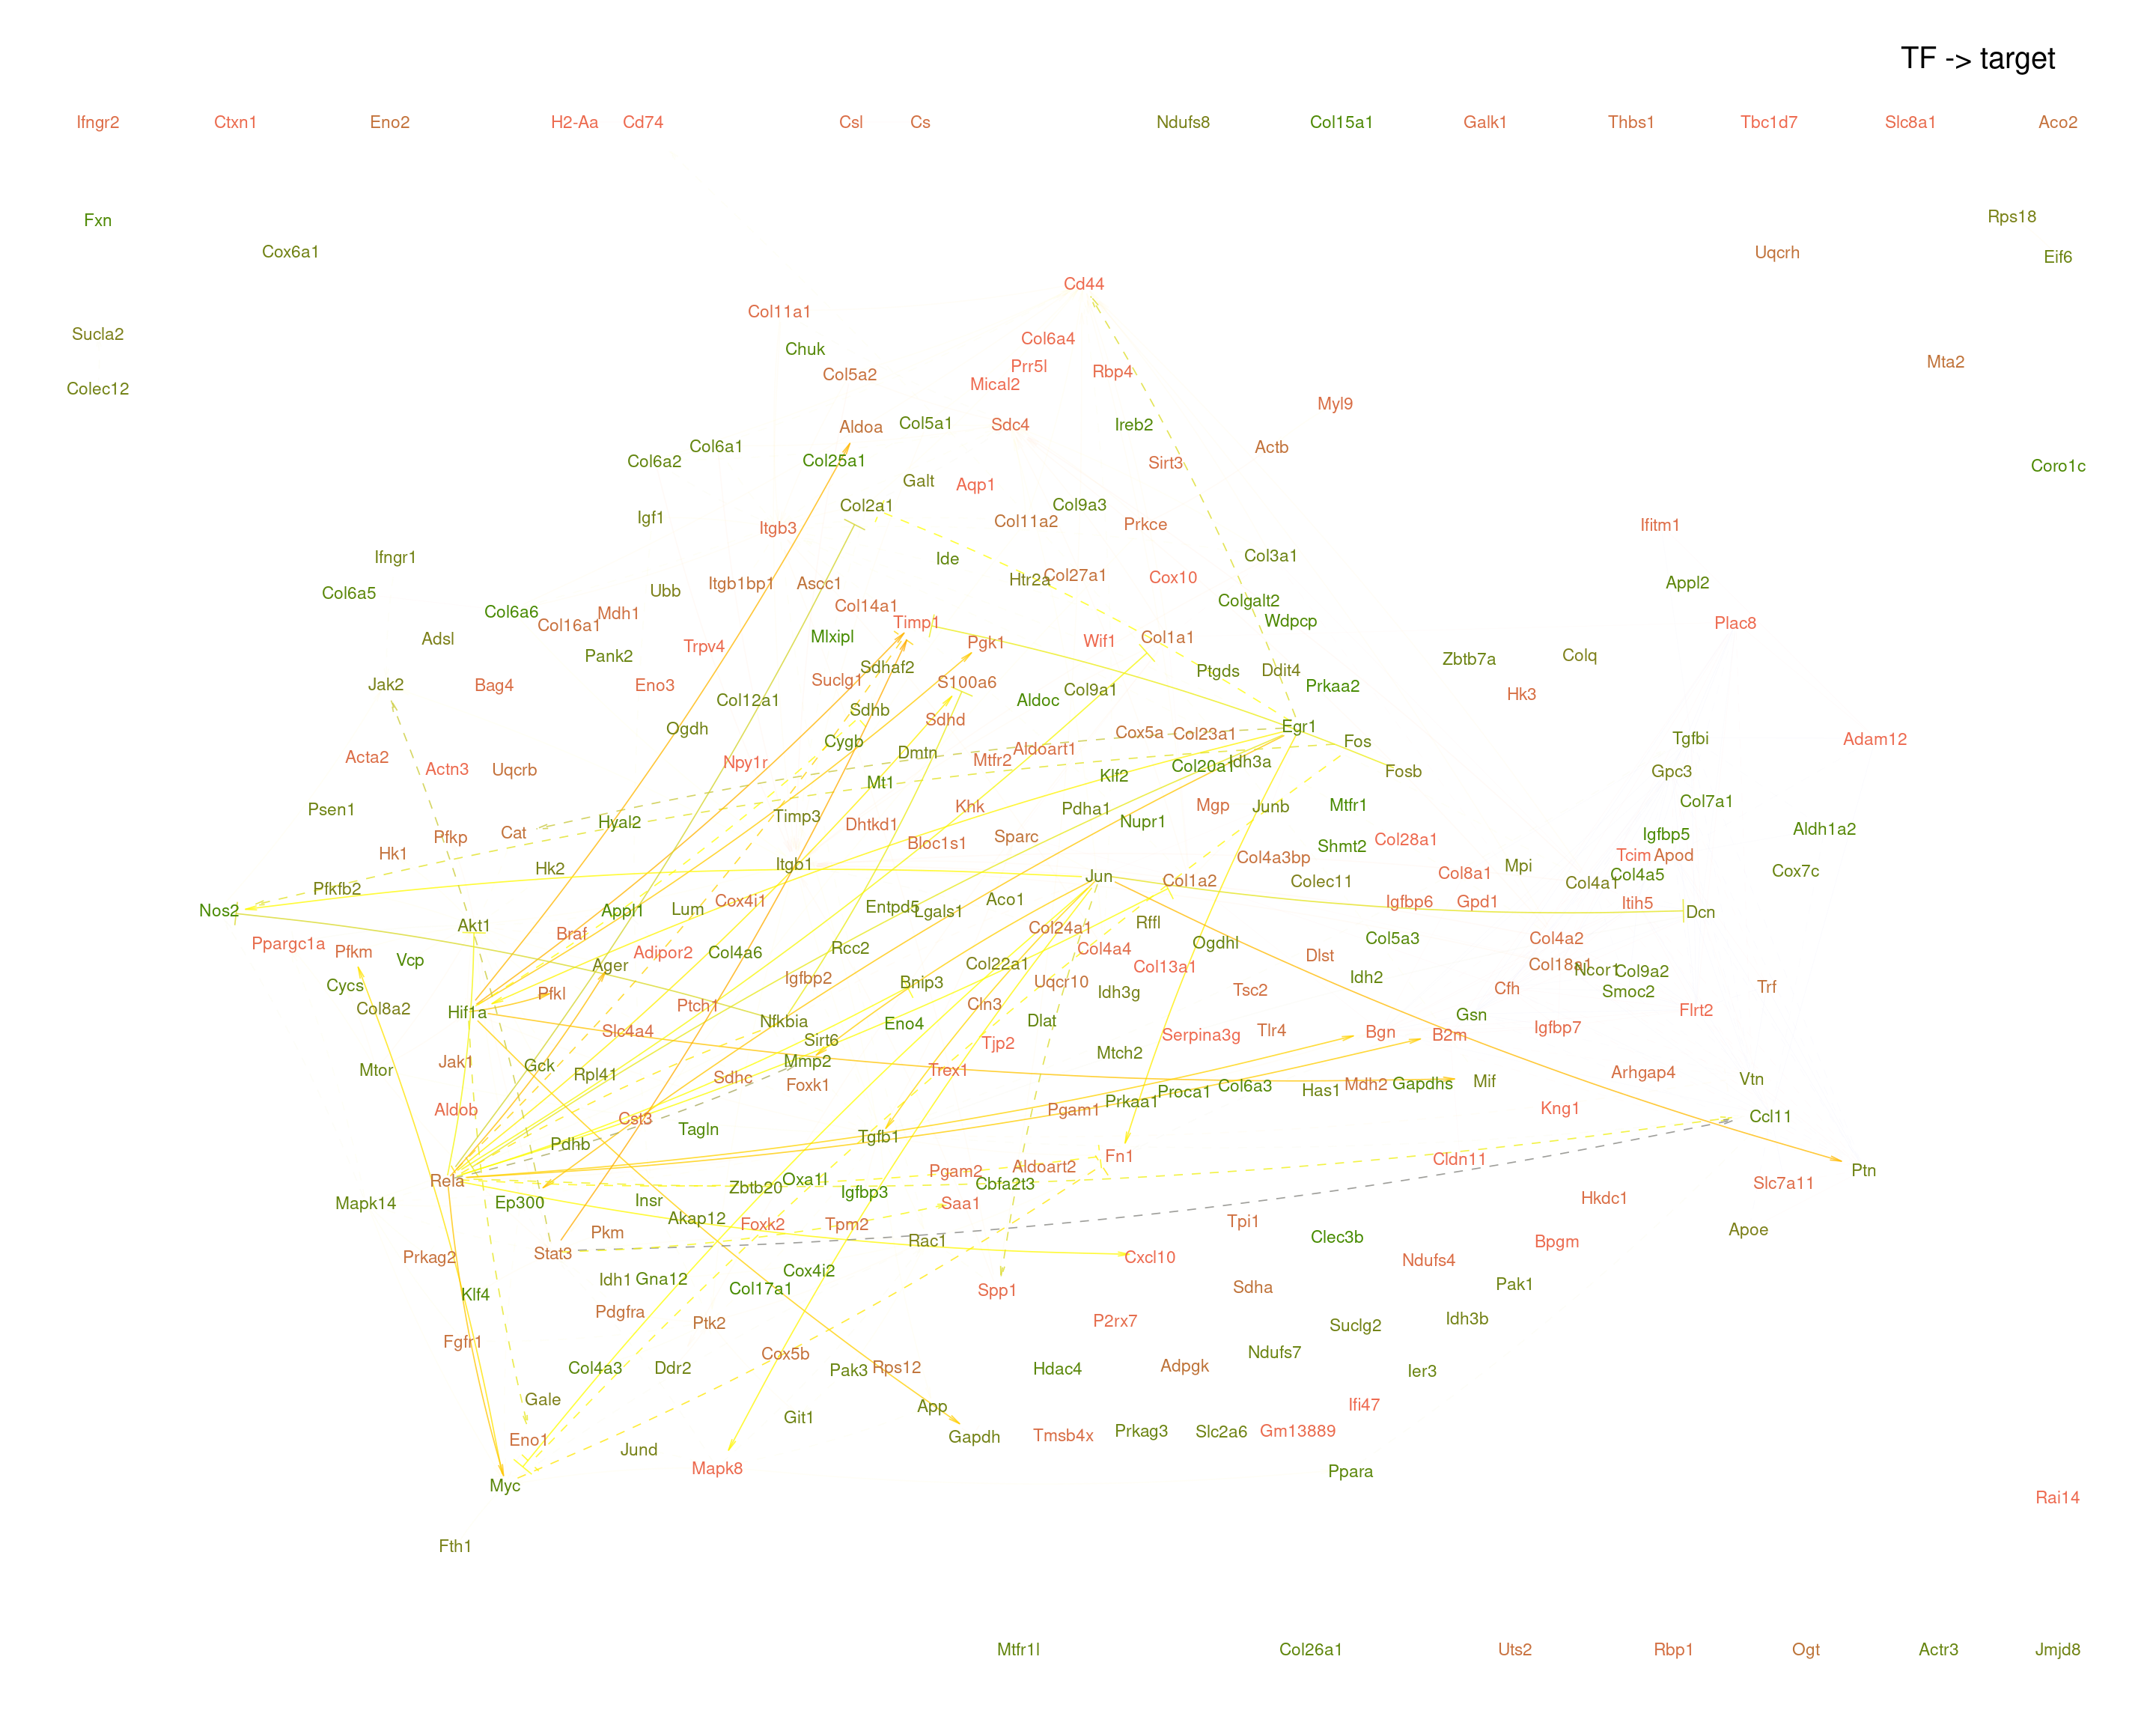 TF -> target
Ifngr2 Ctxn1 Eno2 H2-Aa Cd74 Csl Cs Ndufs8 Col15a1 Galk1 Thbs1 Tbc1d7 Slc8a1 Aco2
Fxn Rps18
Cox6a1 Uqcrh Eif6
Cd44
Col11a1
Sucla2 Col6a4
Chuk
Prr5l Mta2
Col5a2 Mical2 Rbp4
Colec12
Myl9
Aldoa Col5a1 Sdc4 Ireb2
Col6a1 Actb
Col6a2 Col25a1 Sirt3 Coro1c
Galt Aqp1
Col2a1 Col9a3
Igf1 Itgb3 Col11a2 Prkce Ifitm1
Ifngr1 Ide Col3a1
Col6a5 Ubb Itgb1bp1 Ascc1 Htr2a Col27a1 Cox10 Appl2
Col6a6 Mdh1 Col14a1 Colgalt2
Col16a1 Timp1 Wdpcp Plac8
Adsl Trpv4 Mlxipl Pgk1 Wif1 Col1a1
Pank2 Sdhaf2 Zbtb7a Colq
Jak2 Bag4 Eno3 Suclg1 S100a6 Col9a1 Ptgds Ddit4 Prkaa2 Hk3
Col12a1 Sdhb Aldoc
Ogdh Sdhd Cox5a Col23a1 Egr1
Acta2 Cygb Dmtn Aldoart1 Fos Tgfbi Adam12
Actn3 Uqcrb Npy1r Mtfr2 Col20a1 Idh3a Fosb Gpc3
Mt1 Klf2
Psen1 Timp3 Khk Pdha1 Mgp Junb Mtfr1 Col7a1
Pfkp Cat Hyal2 Dhtkd1 Sparc Nupr1 Col28a1 Igfbp5 Aldh1a2
Hk1 Bloc1s1 Col4a3bp Shmt2 Tcim Apod
Hk2 Itgb1 Jun Col8a1 Mpi Col4a5 Cox7c
Pfkfb2 Col1a2 Colec11 Col4a1
Nos2 Appl1 Lum Cox4i1 Entpd5 Lgals1 Aco1 Igfbp6 Gpd1 Itih5 Dcn
Akt1 Braf Col24a1 Rffl
Ppargc1a Pfkm Adipor2 Col4a6 Rcc2 Col4a4 Ogdhl Col5a3 Col4a2
Vcp Ager Col22a1 Col13a1 Dlst Col18a1 Ncor1 Col9a2
Cycs Pfkl Igfbp2 Bnip3 Uqcr10 Idh3g Tsc2 Idh2 Cfh Smoc2 Trf
Col8a2 Hif1a Ptch1 Cln3 Gsn Flrt2
Slc4a4 Nfkbia Eno4 Dlat Serpina3g Tlr4 Bgn B2m Igfbp7
Sirt6 Tjp2
Mtor Jak1 Gck Rpl41 Sdhc Mmp2 Trex1 Mtch2 Arhgap4
Foxk1 Proca1 Col6a3 Has1 Mdh2 Gapdhs Mif Vtn
Aldob Cst3 Pgam1 Prkaa1 Kng1 Ccl11
Pdhb Tagln Tgfb1
Rela Pgam2 Aldoart2 Fn1 Cldn11 Ptn
Mapk14 Ep300 Insr Zbtb20 Oxa1l Igfbp3 Cbfa2t3 Hkdc1 Slc7a11
Akap12 Foxk2 Tpm2 Saa1 Tpi1
Prkag2 Stat3 Pkm Rac1 Clec3b Bpgm Apoe
Idh1 Gna12 Cox4i2 Cxcl10 Ndufs4
Klf4 Col17a1 Spp1 Sdha Pak1
Pdgfra Ptk2 P2rx7 Suclg2 Idh3b
Fgfr1 Cox5b Ndufs7
Col4a3 Ddr2 Pak3 Rps12 Hdac4 Adpgk Ier3
Gale Git1 App Ifi47
Eno1 Jund Gapdh Tmsb4x Prkag3 Slc2a6 Gm13889
Myc Mapk8 Ppara Rai14
Fth1
Mtfr1l Col26a1 Uts2 Rbp1 Ogt Actr3 Jmjd8